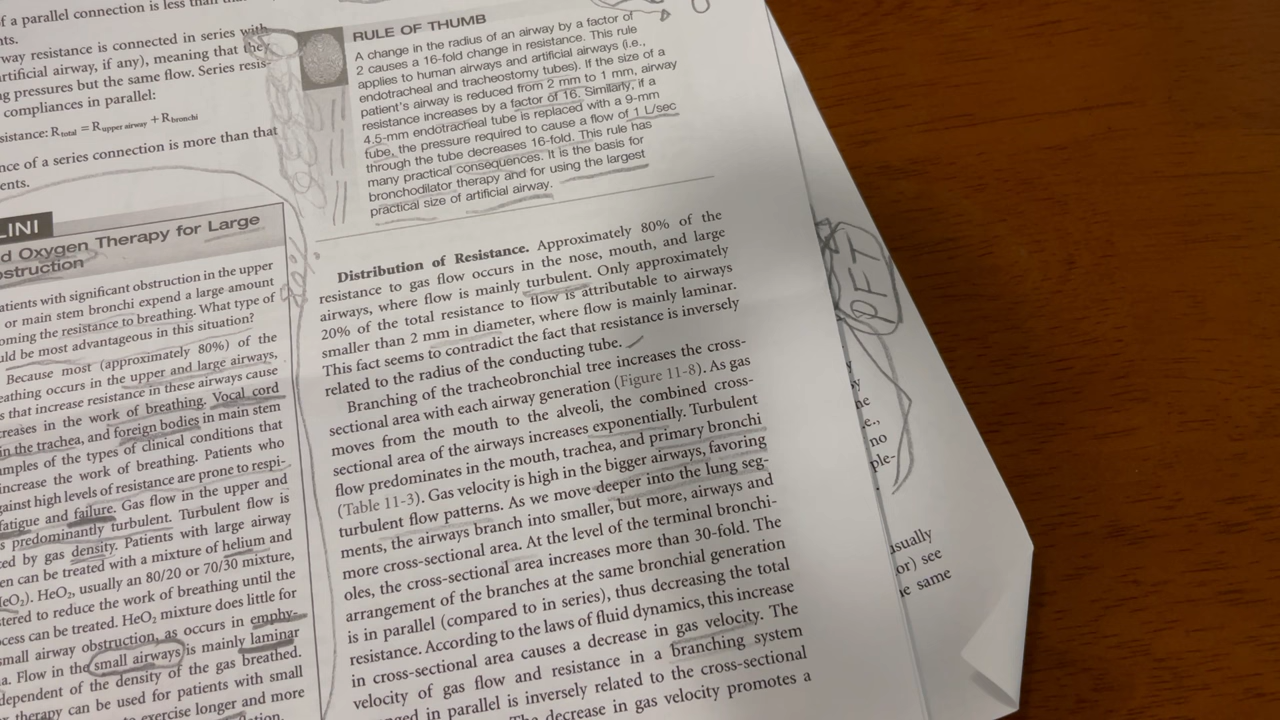 f a parallel connection is less than
nts.
way resistance is connected in series with
rtificial airway, if any), meaning that they
g pressures but the same flow. Series resis-
compliances in parallel:
sistance: Rtotal = Rupper airway + Rbronchi
nce of a series connection is more than that
ents.
LINI
d Oxygen Therapy for Large
bstruction
atients with significant obstruction in the upper
or main stem bronchi expend a large amount
oming the resistance to breathing. What type of
uld be most advantageous in this situation?
Because most (approximately 80%) of the
eathing occurs in the upper and large airways,
s that increase resistance in these airways cause
creases in the work of breathing. Vocal cord
in the trachea, and foreign bodies in main stem
amples of the types of clinical conditions that
increase the work of breathing. Patients who
against high levels of resistance are prone to respi-
fatigue and failure. Gas flow in the upper and
s predominantly turbulent. Turbulent flow is
ced by gas density. Patients with large airway
en can be treated with a mixture of helium and
HeO2). HeO2, usually an 80/20 or 70/30 mixture,
stered to reduce the work of breathing until the
cess can be treated. HeO2 mixture does little for
small airway obstruction, as occurs in emphy-
a. Flow in the small airways is mainly laminar
dependent of the density of the gas breathed.
therapy can be used for patients with small
exercise longer and more
RULE OF THUMB
A change in the radius of an airway by a factor of
2 causes a 16-fold change in resistance. This rule
applies to human airways and artificial airways (i.e.,
endotracheal and tracheostomy tubes). If the size of a
patient's airway is reduced from 2 mm to 1 mm, airway
resistance increases by a factor of 16. Similarly, if a
4.5-mm endotracheal tube is replaced with a 9-mm
tube, the pressure required to cause a flow of 1 L/sec
through the tube decreases 16-fold. This rule has
many practical consequences. It is the basis for
bronchodilator therapy and for using the largest
practical size of artificial airway.
Distribution of Resistance. Approximately 80% of the
resistance to gas flow occurs in the nose, mouth, and large
airways, where flow is mainly turbulent. Only approximately
20% of the total resistance to flow is attributable to airways
smaller than 2 mm in diameter, where flow is mainly laminar.
This fact seems to contradict the fact that resistance is inversely
related to the radius of the conducting tube.
Branching of the tracheobronchial tree increases the cross-
sectional area with each airway generation (Figure 11-8). As gas
moves from the mouth to the alveoli, the combined cross-
sectional area of the airways increases exponentially. Turbulent
flow predominates in the mouth, trachea, and primary bronchi
(Table 11-3). Gas velocity is high in the bigger airways, favoring
turbulent flow patterns. As we move deeper into the lung seg-
ments, the airways branch into smaller, but more, airways and
more cross-sectional area. At the level of the terminal bronchi-
oles, the cross-sectional area increases more than 30-fold. The
arrangement of the branches at the same bronchial generation
is in parallel (compared to in series), thus decreasing the total
resistance. According to the laws of fluid dynamics, this increase
in cross-sectional area causes a decrease in gas velocity. The
velocity of gas flow and resistance in a branching system
ged in parallel is inversely related to the cross-sectional
decrease in gas velocity promotes a
PFT
y
y
ne
e.,
no
ple-
usually
or) see
he same